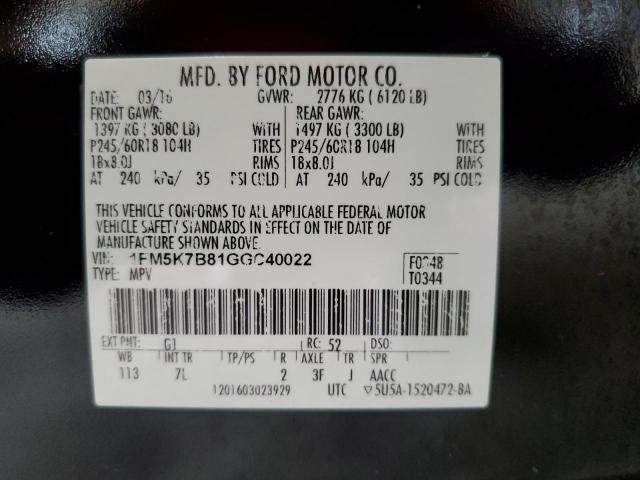 MFD. BY FORD MOTOR CO.
DATE: 03/16 GVWR: 2776 KG ( 6120 LB)
FRONT GAWR: REAR GAWR:
1397 KG ( 3080 LB) WITH 1497 KG ( 3300 LB) WITH
P245/60R18 104H TIRES P245/60R18 104H TIRES
18x8.0J RIMS 18x8.0J RIMS
AT 240 kPa/ 35 PSI COLD AT 240 kPa/ 35 PSI COLD
THIS VEHICLE CONFORMS TO ALL APPLICABLE FEDERAL MOTOR
VEHICLE SAFETY STANDARDS IN EFFECT ON THE DATE OF
MANUFACTURE SHOWN ABOVE.
VIN: 1FM5K7B81GGC40022 F0348
TYPE: MPV T0344
EXT PNT: G1 RC: 52 DSO:
WB INT TR TP/PS R AXLE TR SPR
113 7L 2 3F J AACC
1201603023929 UTC ▽5U5A-1520472-BA